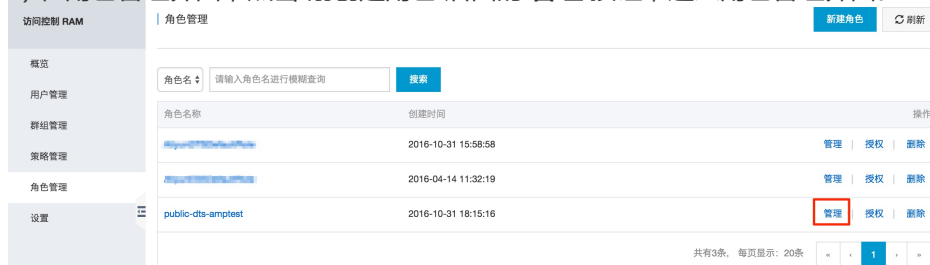 访问控制 RAM
角色管理
新建角色
刷新
概览
用户管理
群组管理
策略管理
角色管理
设置
角色名
请输入角色名进行模糊查询
搜索
角色名称 创建时间 操作
2016-10-31 15:58:58 管理 | 授权 | 删除
2016-04-14 11:32:19 管理 | 授权 | 删除
public-dts-amptest 2016-10-31 18:15:16 管理 | 授权 | 删除
共有3条, 每页显示: 20条 « ‹ 1 › »